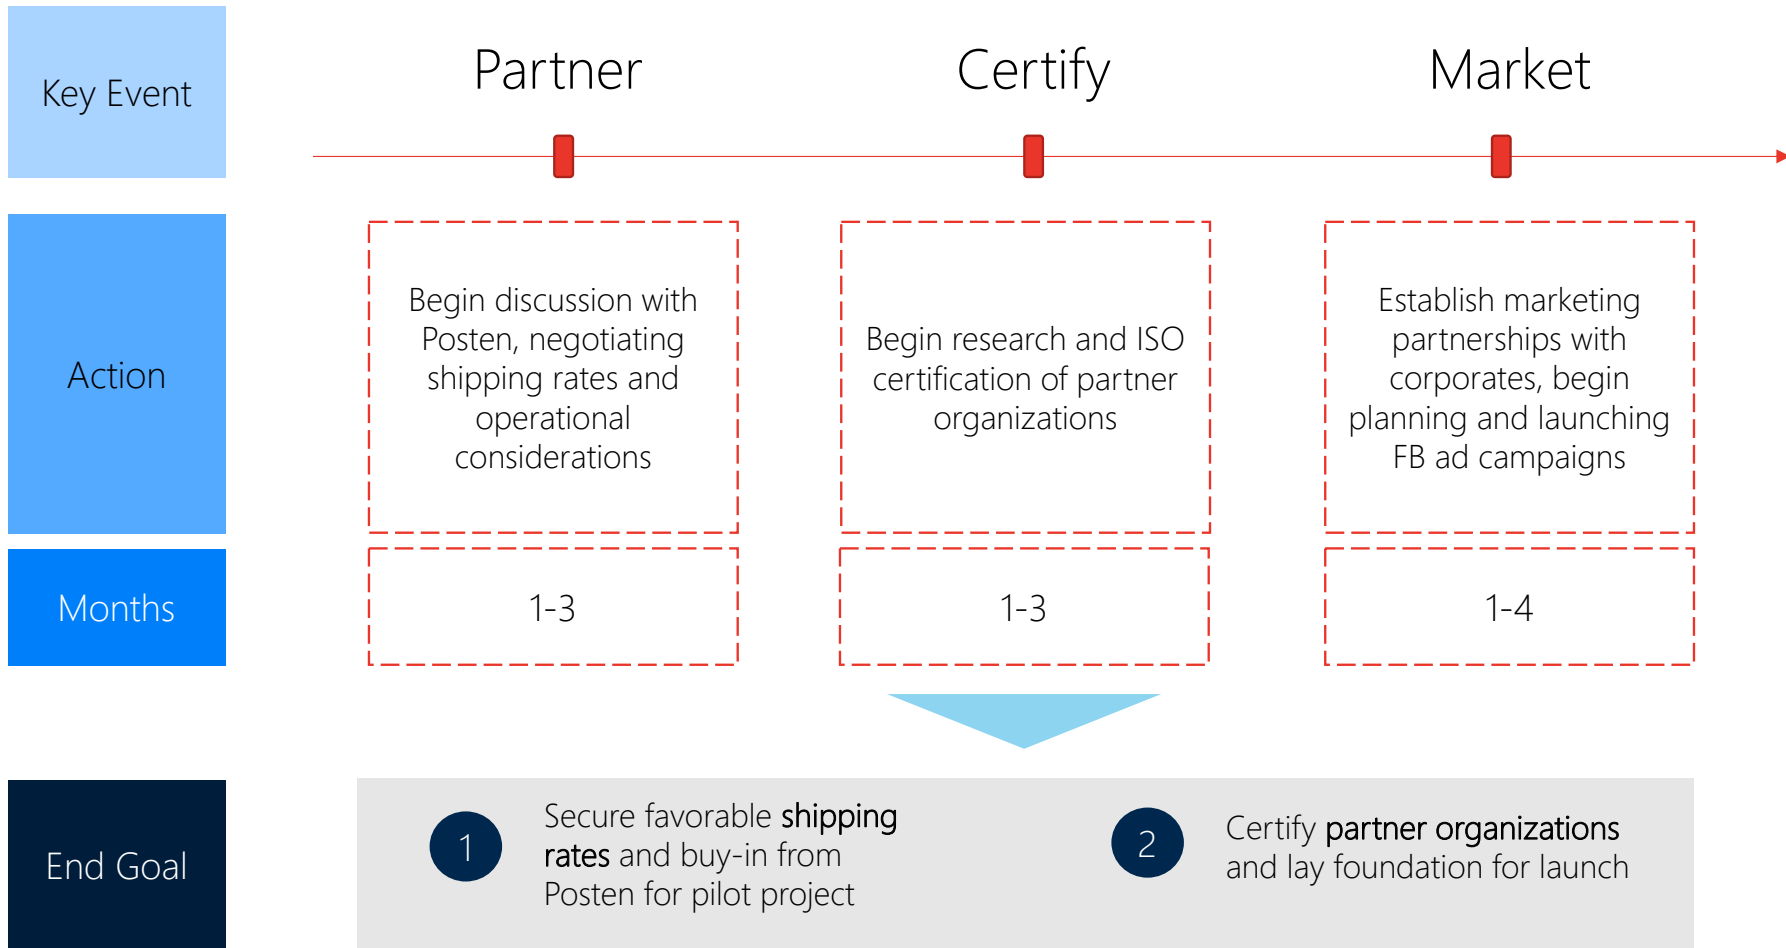 Key Event
Partner
Certify
Market
Action
Begin discussion with
Posten, negotiating
shipping rates and
operational
considerations
Begin research and ISO
certification of partner
organizations
Establish marketing
partnerships with
corporates, begin
planning and launching
FB ad campaigns
Months
1-3
1-3
1-4
End Goal
1
Secure favorable shipping
rates and buy-in from
Posten for pilot project
2
Certify partner organizations
and lay foundation for launch